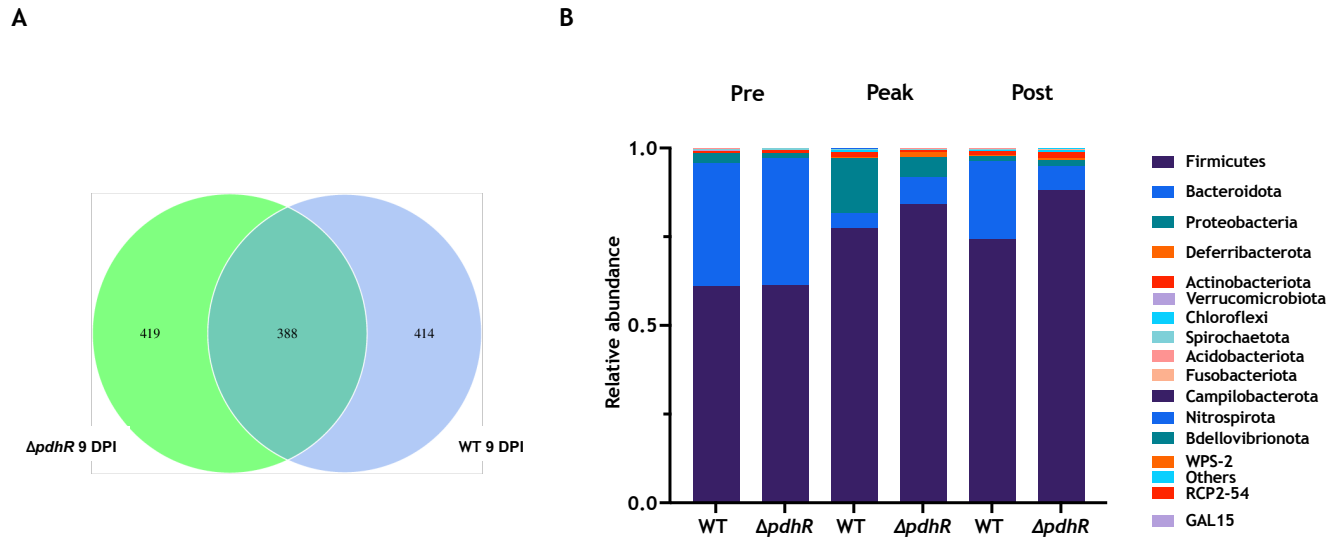 A
B
419
388
414
ΔpdhR 9 DPI
WT 9 DPI
Pre
Peak
Post
Relative abundance
1.0
0.5
0.0
WT
ΔpdhR
WT
ΔpdhR
WT
ΔpdhR
Firmicutes
Bacteroidota
Proteobacteria
Deferribacterota
Actinobacteriota
Verrucomicrobiota
Chloroflexi
Spirochaetota
Acidobacteriota
Fusobacteriota
Campilobacterota
Nitrospirota
Bdellovibrionota
WPS-2
Others
RCP2-54
GAL15